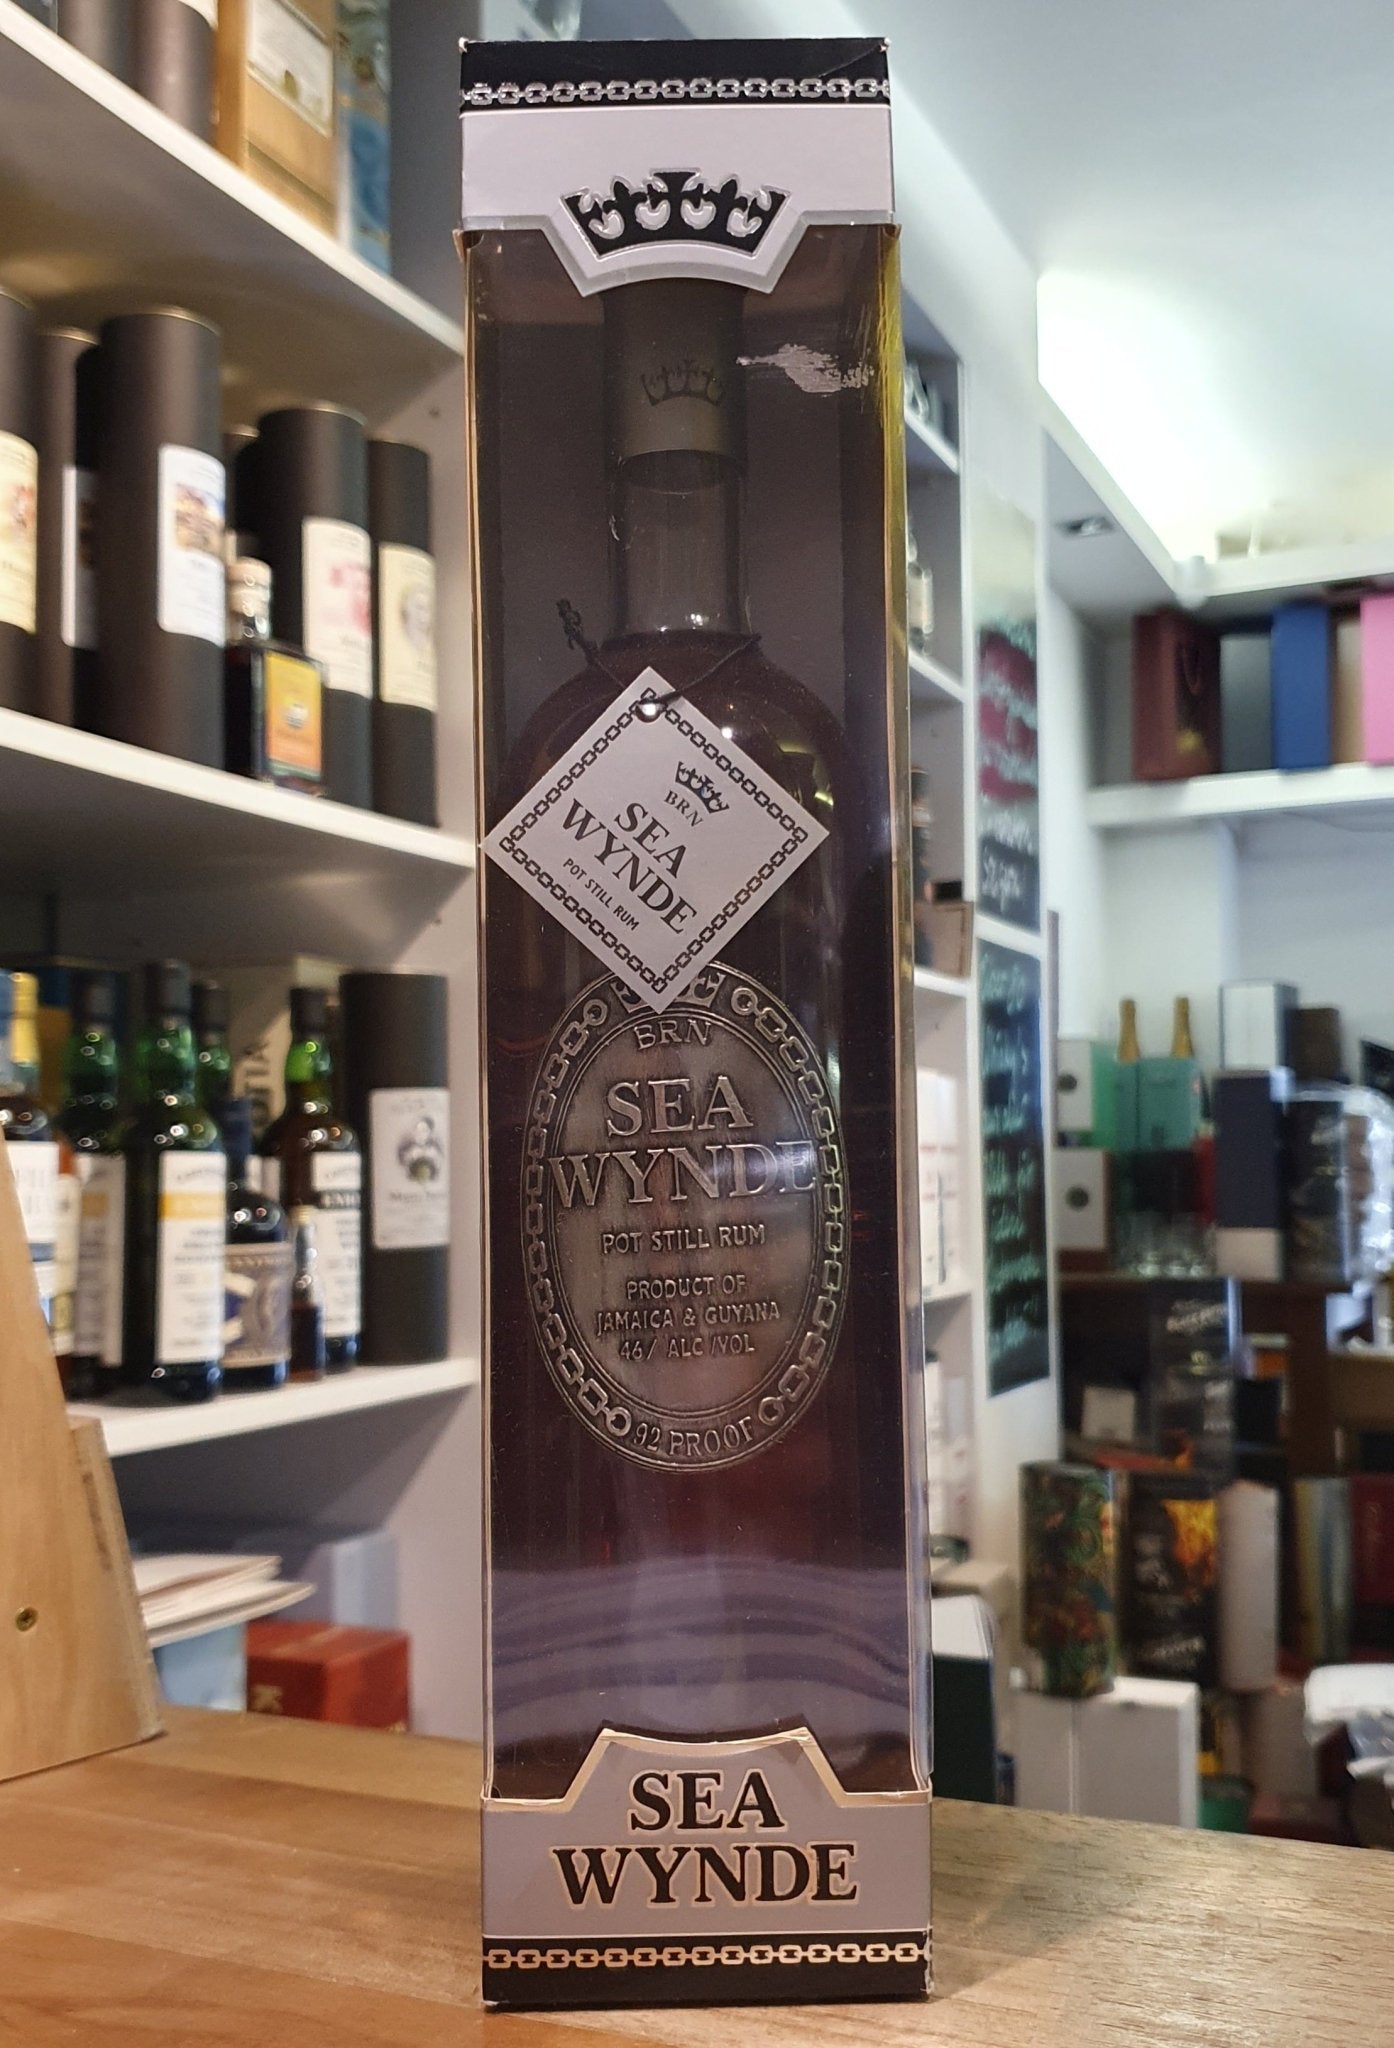 BRN
SEA
WYNDE
POT STILL RUM
BRN
SEA
WYNDE
POT STILL RUM
PRODUCT OF
JAMAICA & GUYANA
46/ ALC /VOL
92 PROOF
SEA
WYNDE